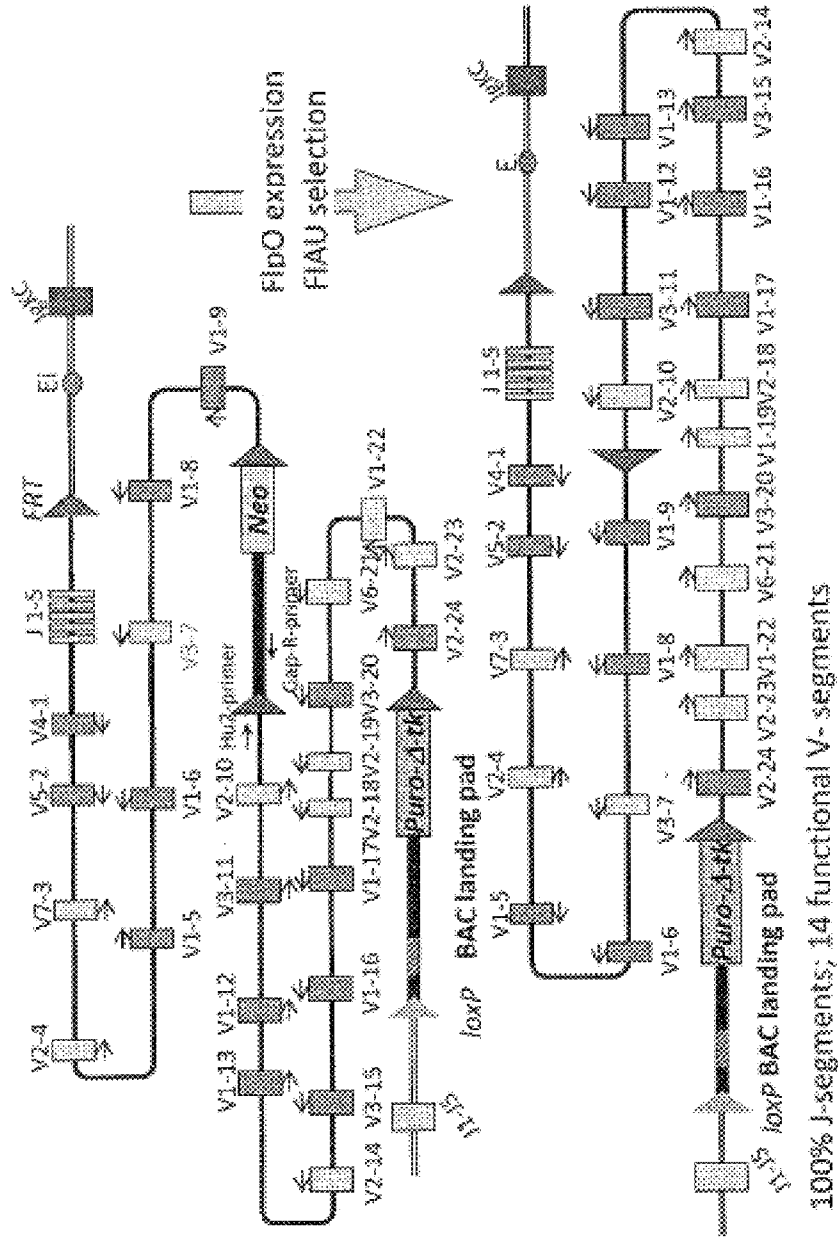 V2-4
V7-3
V5-2
V4-1
J 1-5
FRT
Ei
V1-5
V1-6
V3-7
V1-8
V1-9
V1-13
V1-12
V3-11
V2-10
Hu2-primer
Neo
Gap-R-primer
V2-14
V3-15
V1-16
V1-17
V2-18
V2-19
V3-20
V6-21
V1-22
V2-23
V2-24
Puro-Δ-tk
loxP
BAC landing pad
FlpO expression
FIAU selection
V1-5
V2-4
V7-3
V5-2
V4-1
J 1-5
V1-6
V3-7
V1-8
V1-9
V2-10
V3-11
V1-12
V1-13
Puro-Δ-tk
V2-24
V2-23
V1-22
V6-21
V3-20
V1-19
V2-18
V1-17
V1-16
V3-15
V2-14
loxP BAC landing pad
100% J-segments; 14 functional V- segments